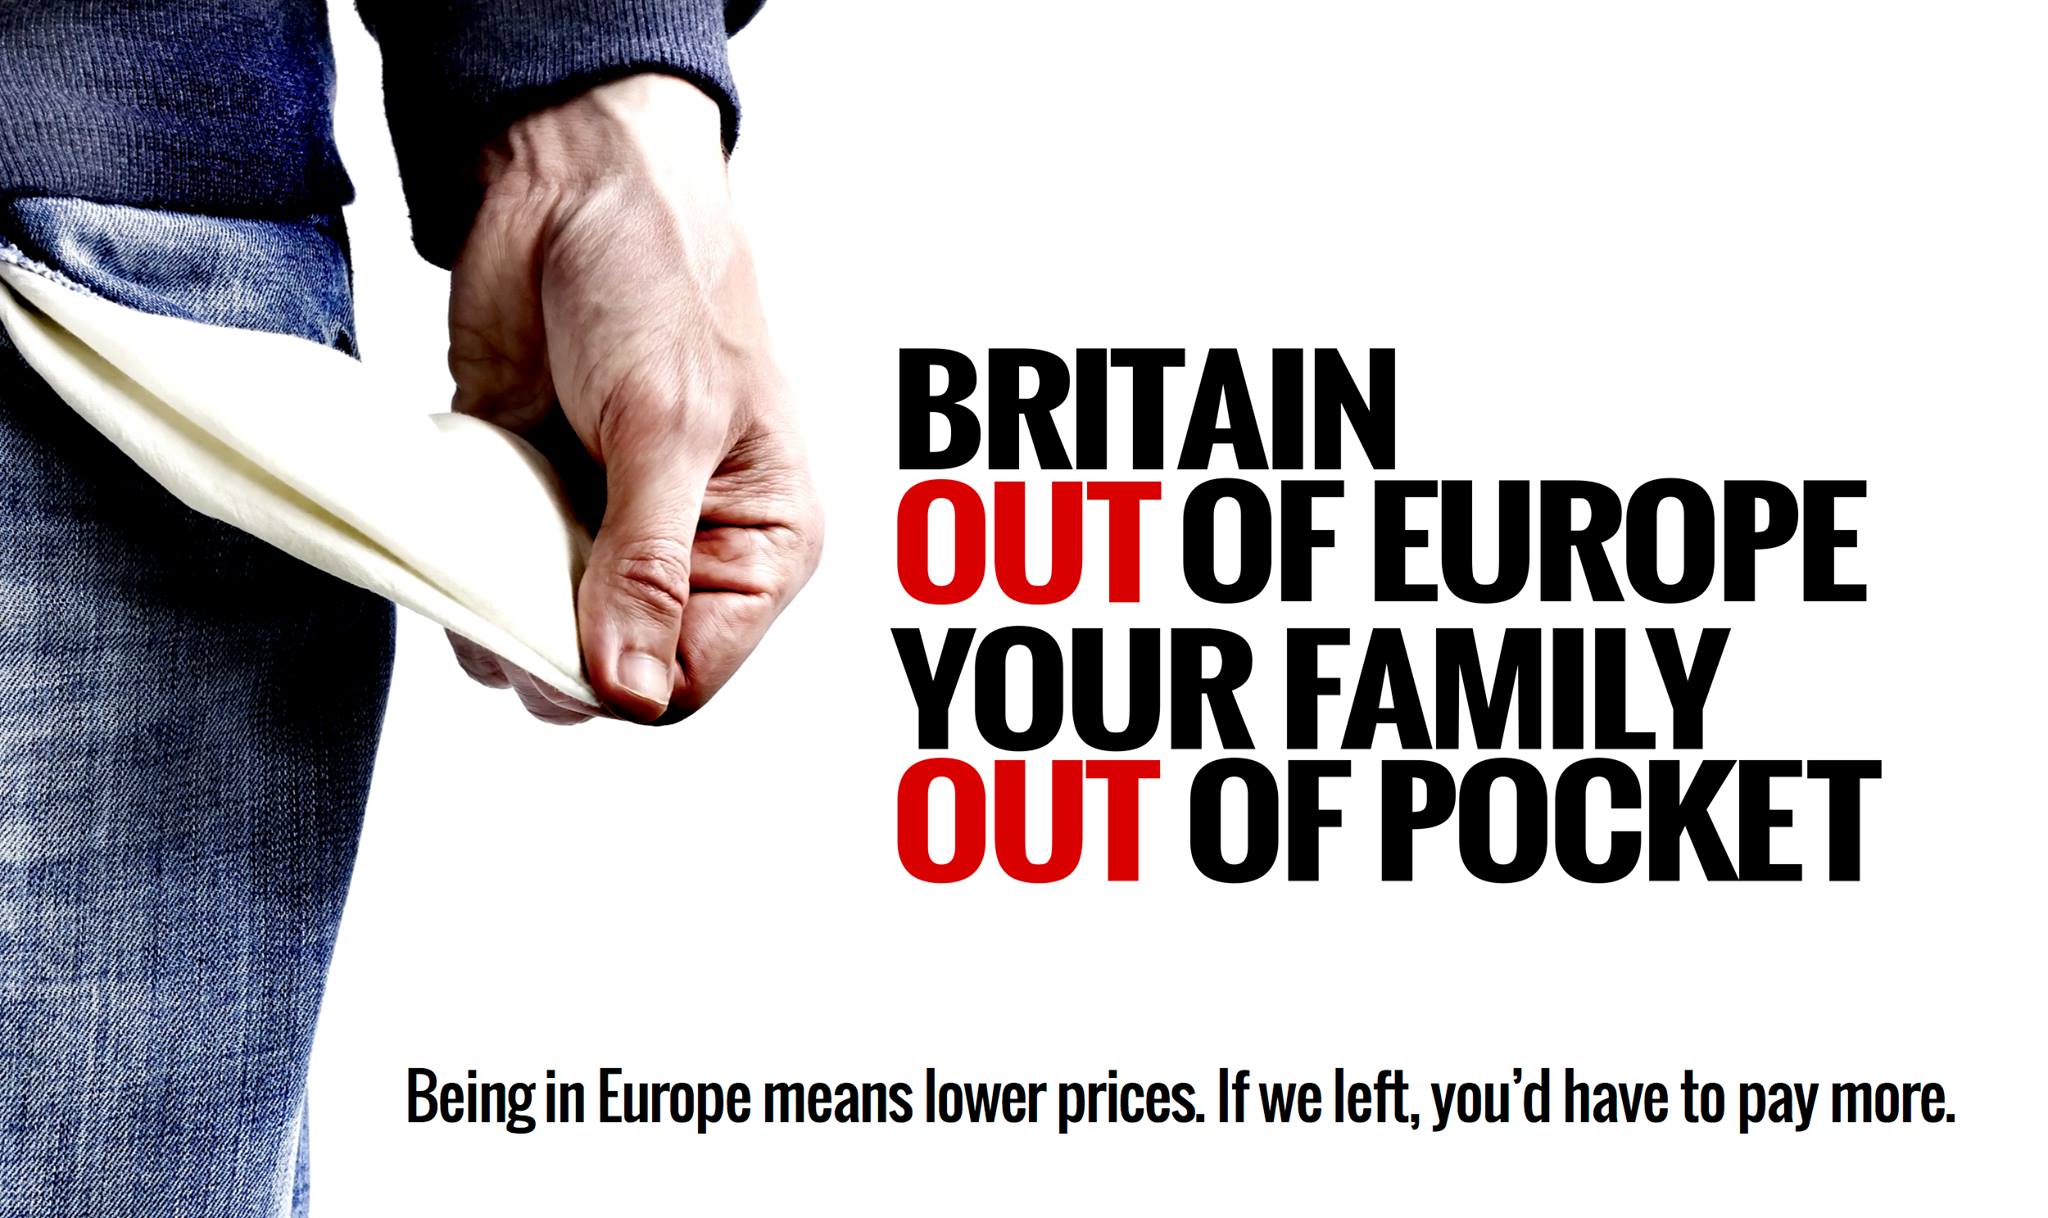 BRITAIN
OUT OF EUROPE
YOUR FAMILY
OUT OF POCKET
Being in Europe means lower prices. If we left, you’d have to pay more.